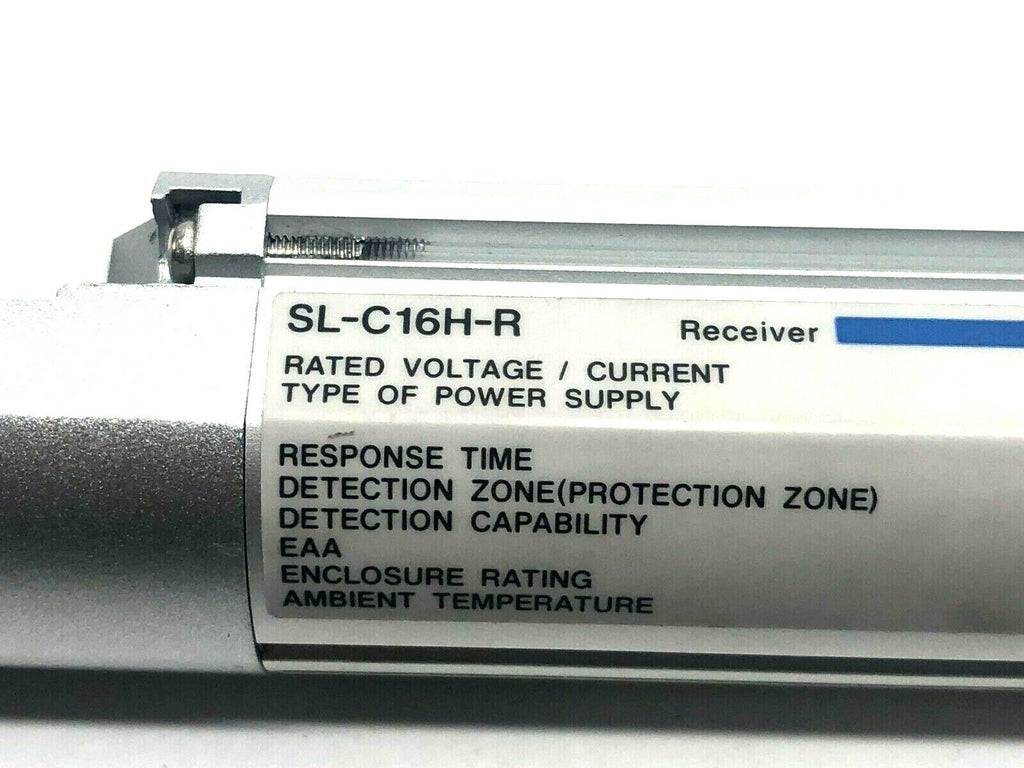 SL-C16H-R
Receiver
RATED VOLTAGE / CURRENT
TYPE OF POWER SUPPLY
RESPONSE TIME
DETECTION ZONE(PROTECTION ZONE)
DETECTION CAPABILITY
EAA
ENCLOSURE RATING
AMBIENT TEMPERATURE